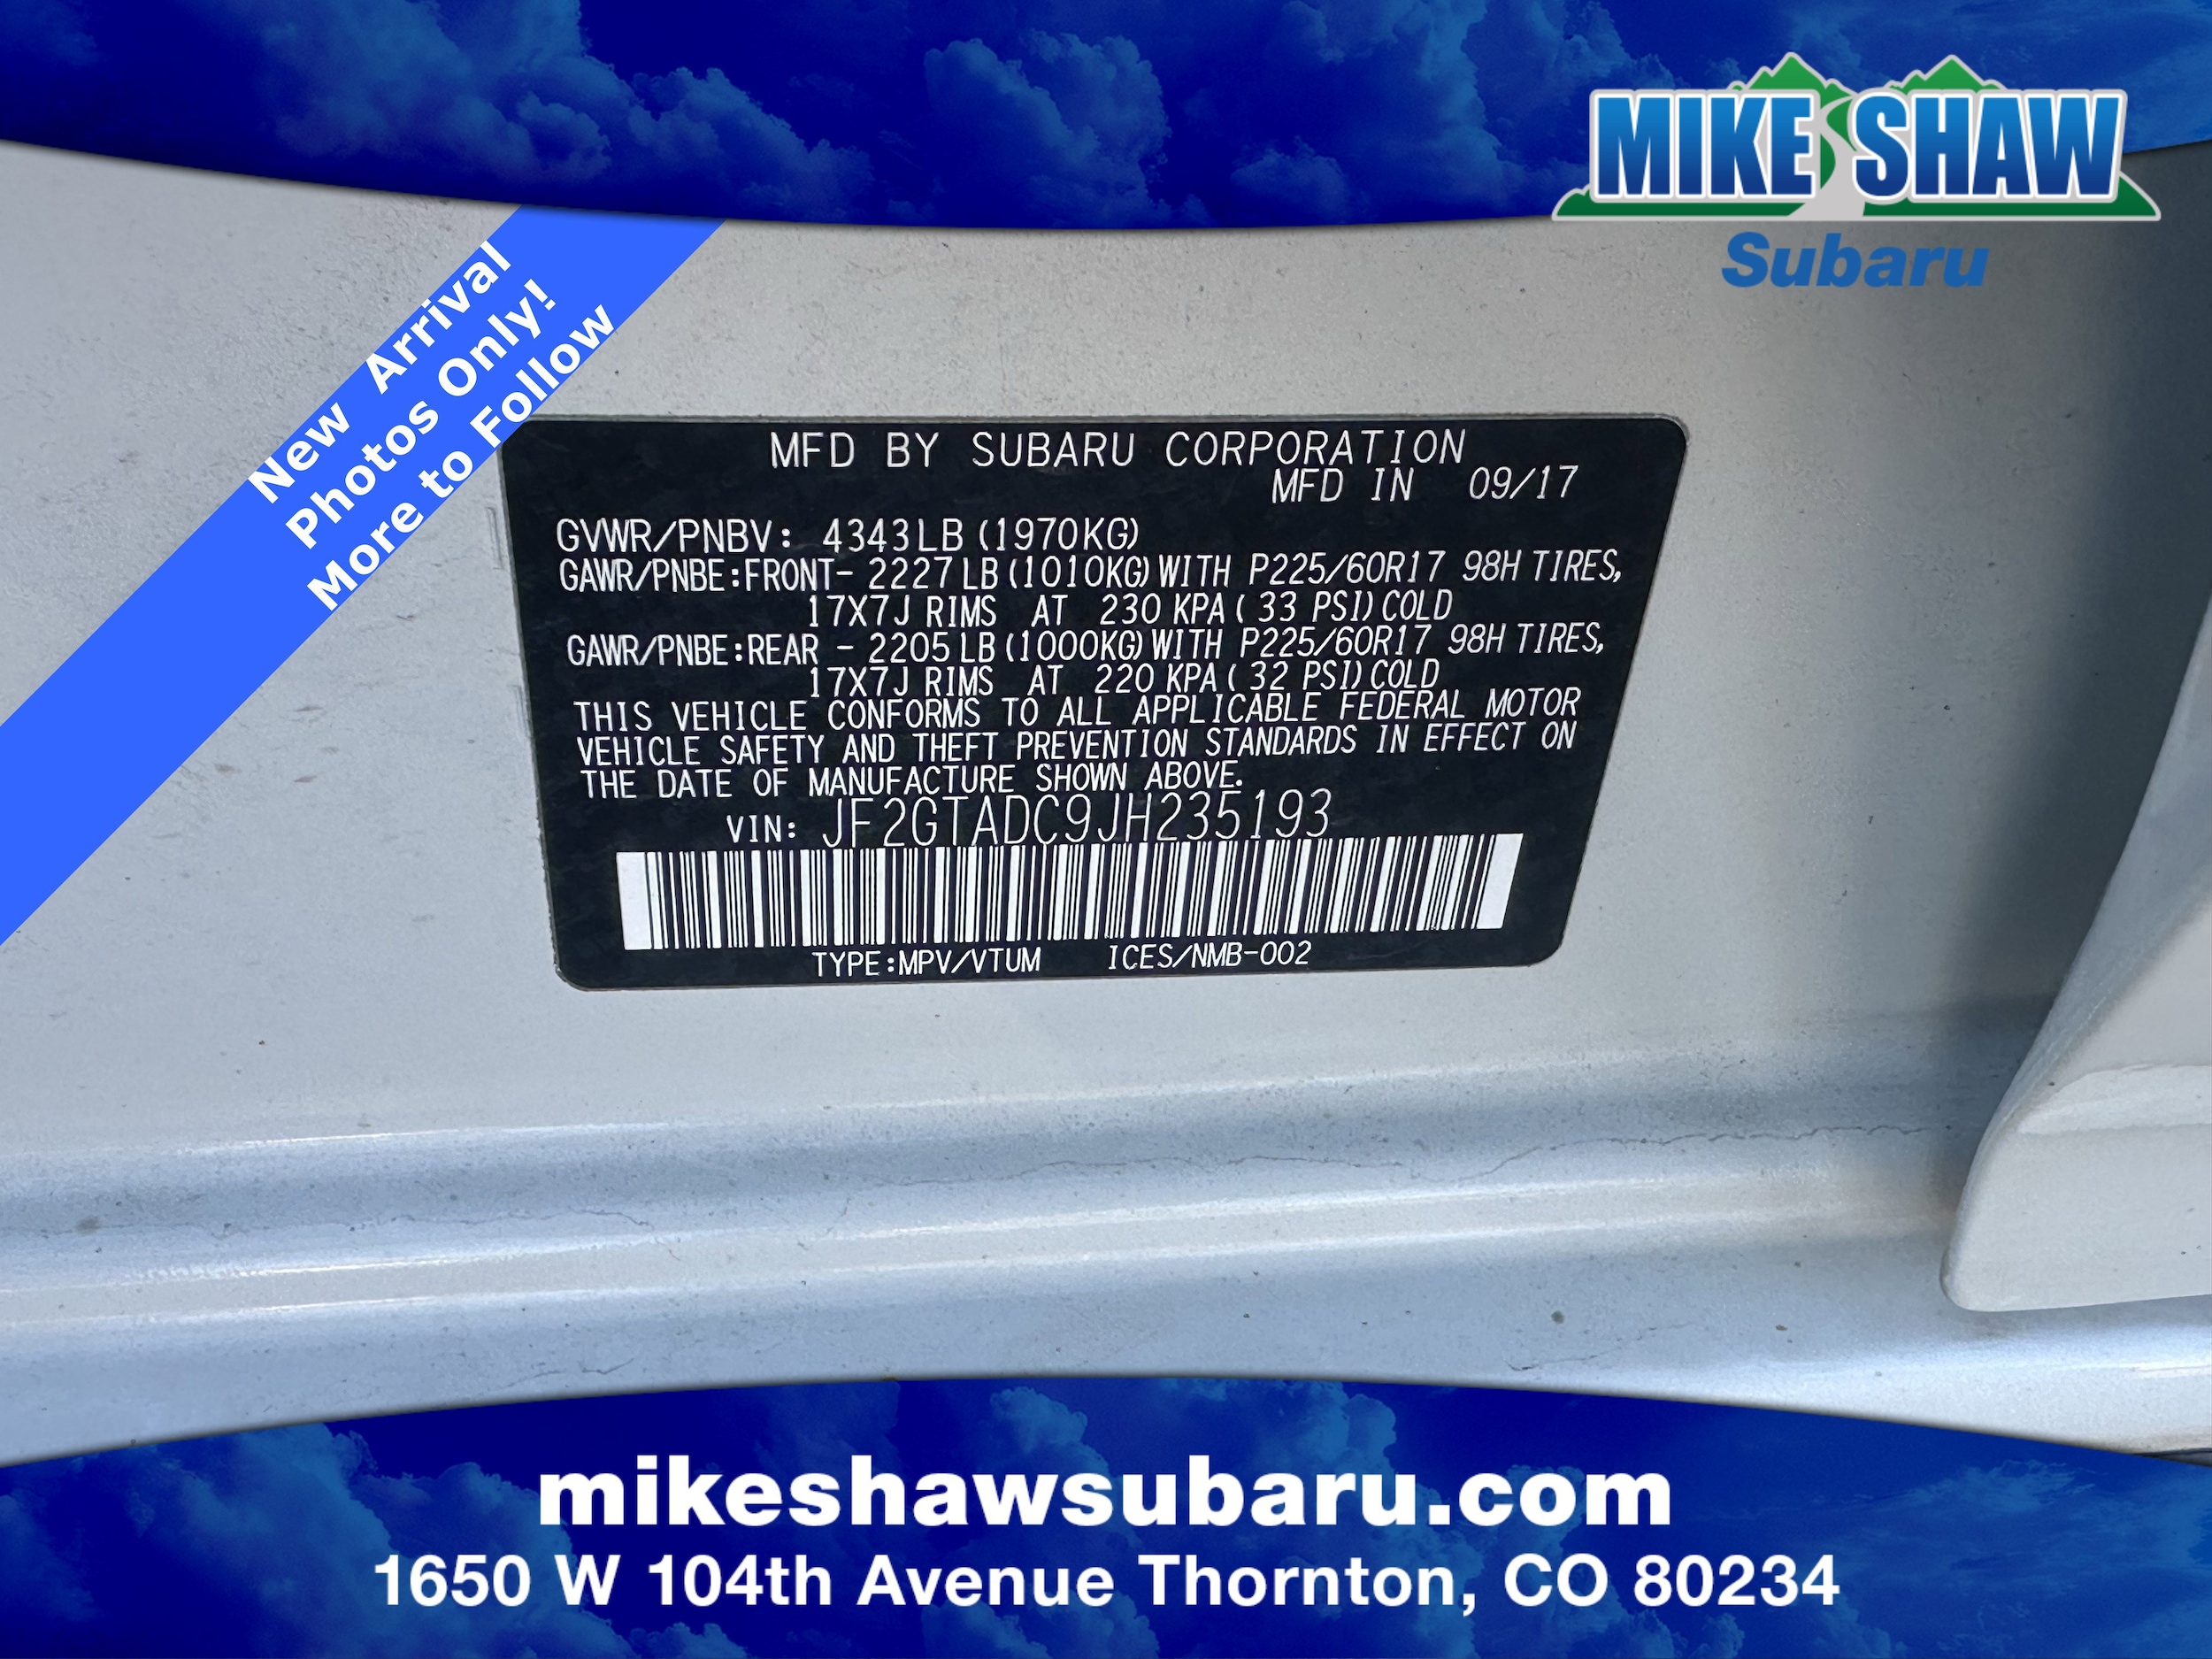 MIKE SHAW
Subaru
New Arrival
Photos Only!
More to Follow
MFD BY SUBARU CORPORATION
MFD IN 09/17
GVWR/PNBV: 4343LB (1970KG)
GAWR/PNBE:FRONT- 2227 LB (1010KG) WITH P225/60R17 98H TIRES,
17X7J RIMS AT 230 KPA ( 33 PSI) COLD
GAWR/PNBE:REAR - 2205 LB (1000KG) WITH P225/60R17 98H TIRES,
17X7J RIMS AT 220 KPA ( 32 PSI) COLD
THIS VEHICLE CONFORMS TO ALL APPLICABLE FEDERAL MOTOR
VEHICLE SAFETY AND THEFT PREVENTION STANDARDS IN EFFECT ON
THE DATE OF MANUFACTURE SHOWN ABOVE.
VIN: JF2GTADC9JH235193
TYPE:MPV/VTUM ICES/NMB-002
mikeshawsubaru.com
1650 W 104th Avenue Thornton, CO 80234